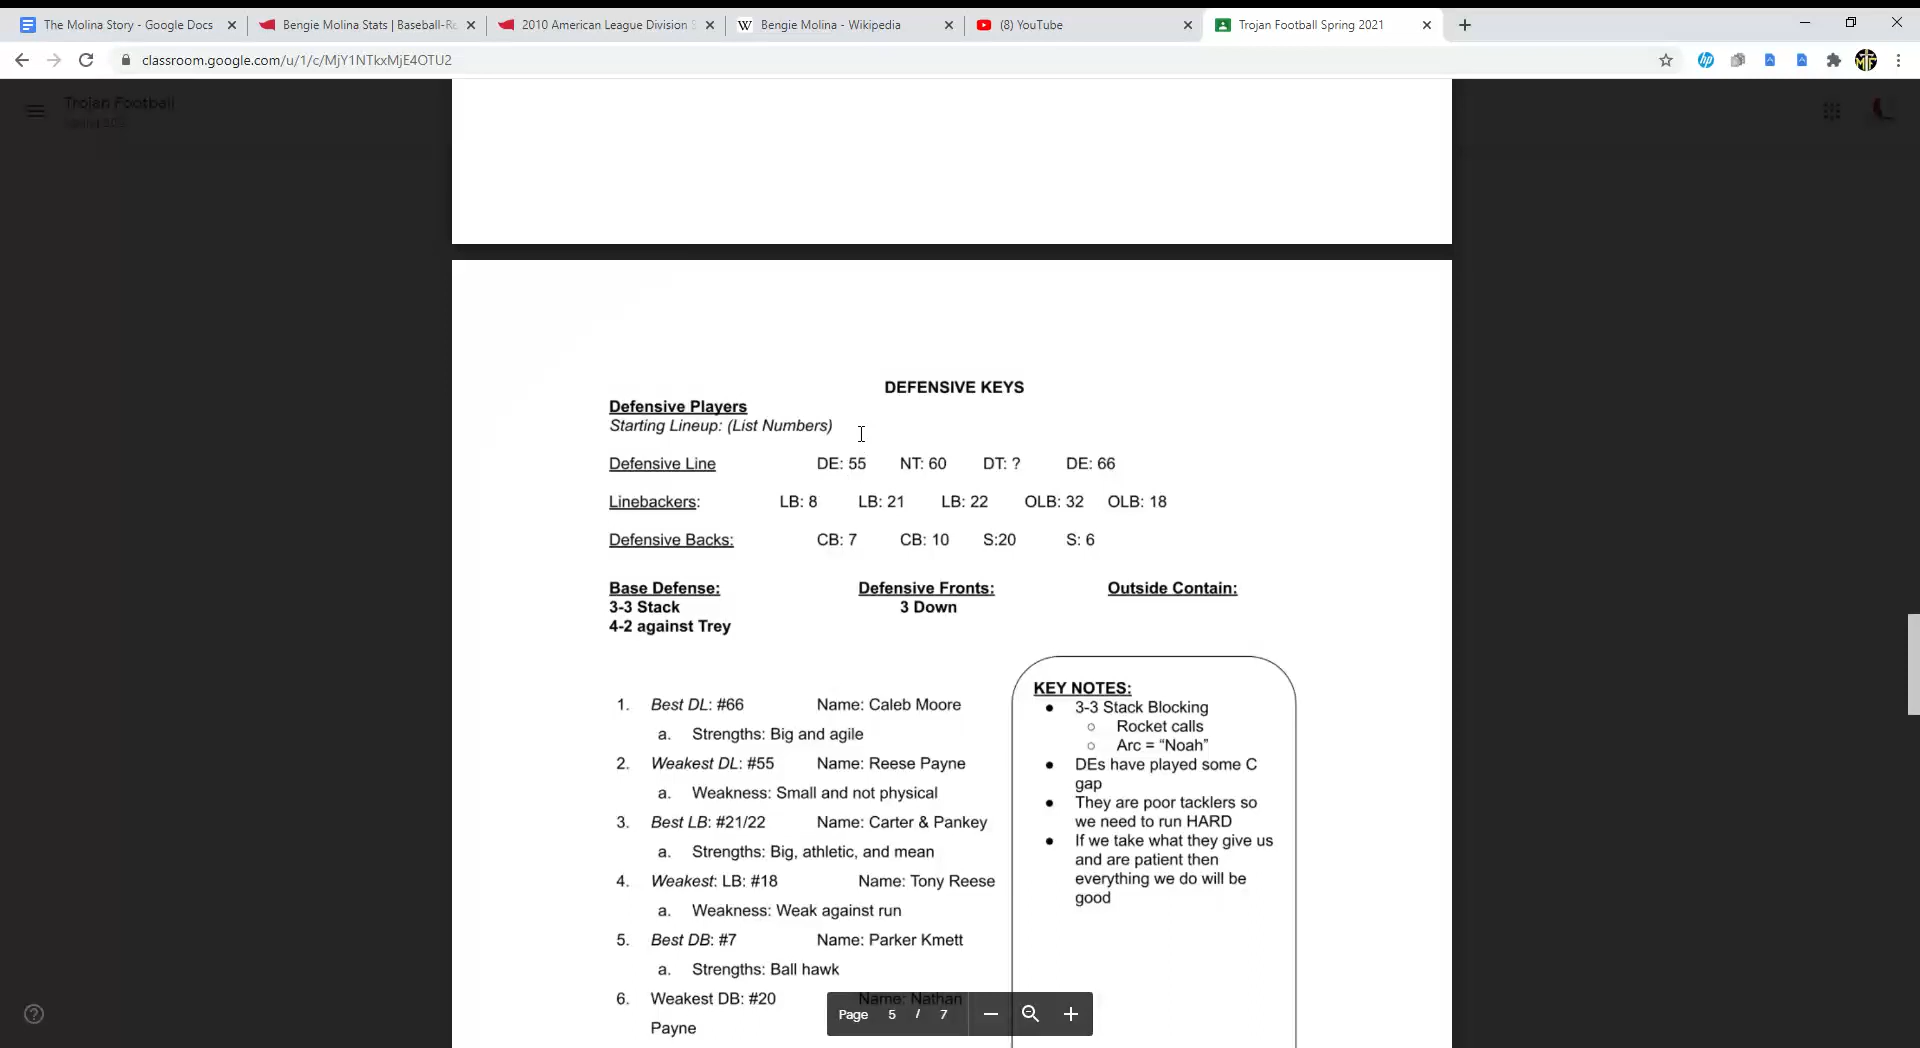 The Molina Story - Google Docs
Bengie Molina Stats | Baseball-Re
2010 American League Division S
Bengie Molina - Wikipedia
(8) YouTube
Trojan Football Spring 2021
classroom.google.com/u/1/c/MjY1NTkxMjE4OTU2
Trojan Football
DEFENSIVE KEYS
Defensive Players
Starting Lineup: (List Numbers)
Defensive Line DE: 55 NT: 60 DT: ? DE: 66
Linebackers: LB: 8 LB: 21 LB: 22 OLB: 32 OLB: 18
Defensive Backs: CB: 7 CB: 10 S:20 S: 6
Base Defense: Defensive Fronts: Outside Contain:
3-3 Stack 3 Down
4-2 against Trey
1. Best DL: #66 Name: Caleb Moore
a. Strengths: Big and agile
2. Weakest DL: #55 Name: Reese Payne
a. Weakness: Small and not physical
3. Best LB: #21/22 Name: Carter & Pankey
a. Strengths: Big, athletic, and mean
4. Weakest: LB: #18 Name: Tony Reese
a. Weakness: Weak against run
5. Best DB: #7 Name: Parker Kmett
a. Strengths: Ball hawk
6. Weakest DB: #20 Name: Nathan
Payne
KEY NOTES:
● 3-3 Stack Blocking
○ Rocket calls
○ Arc = “Noah”
● DEs have played some C
gap
● They are poor tacklers so
we need to run HARD
● If we take what they give us
and are patient then
everything we do will be
good
Page 5 / 7